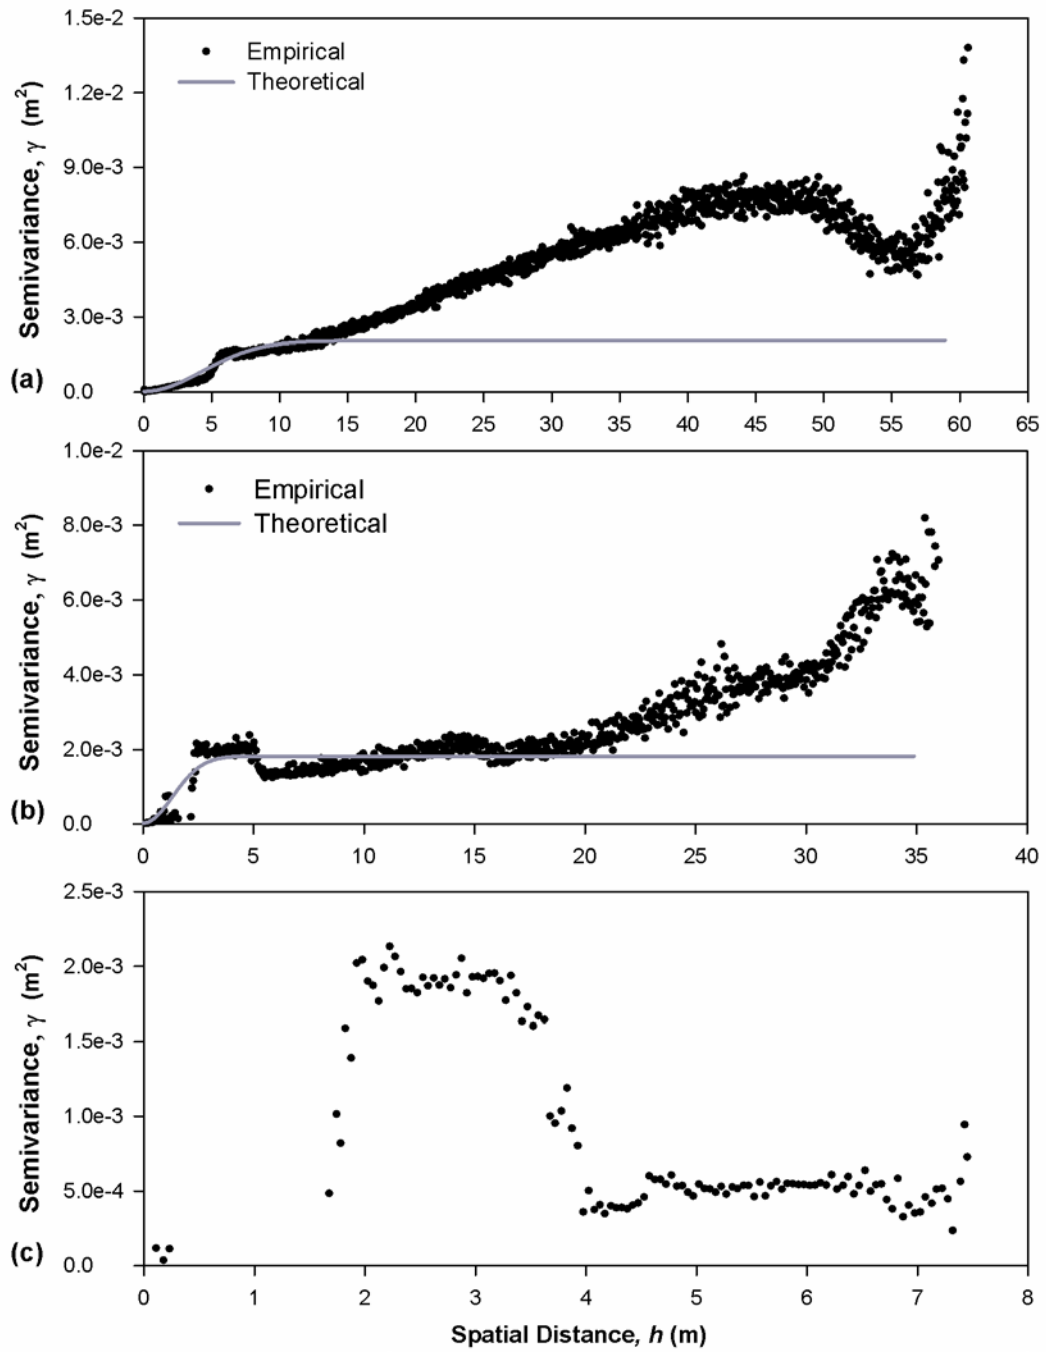 1.5e-2
Empirical
Theoretical
1.2e-2
9.0e-3
6.0e-3
3.0e-3
0.0
Semivariance, γ (m²)
(a)
0 5 10 15 20 25 30 35 40 45 50 55 60 65
1.0e-2
Empirical
Theoretical
8.0e-3
6.0e-3
4.0e-3
2.0e-3
0.0
Semivariance, γ (m²)
(b)
0 5 10 15 20 25 30 35 40
2.5e-3
2.0e-3
1.5e-3
1.0e-3
5.0e-4
0.0
Semivariance, γ (m²)
(c)
0 1 2 3 4 5 6 7 8
Spatial Distance, h (m)